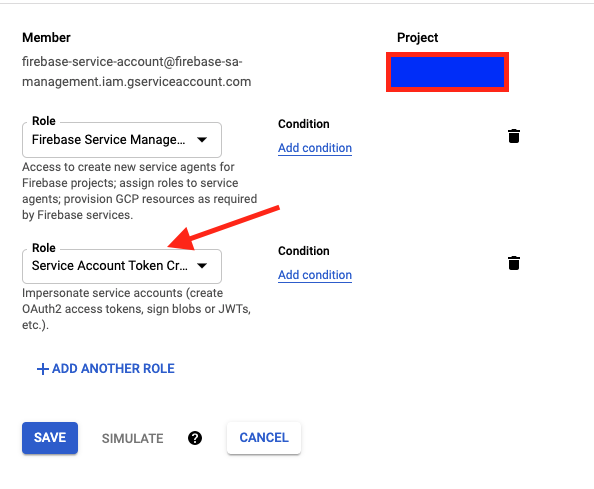 Member
Project
firebase-service-account@firebase-sa-
management.iam.gserviceaccount.com
Role
Firebase Service Manage...
Condition
Add condition
Access to create new service agents for
Firebase projects; assign roles to service
agents; provision GCP resources as required
by Firebase services.
Role
Service Account Token Cr...
Condition
Add condition
Impersonate service accounts (create
OAuth2 access tokens, sign blobs or JWTs,
etc.).
+ ADD ANOTHER ROLE
SAVE
SIMULATE
?
CANCEL